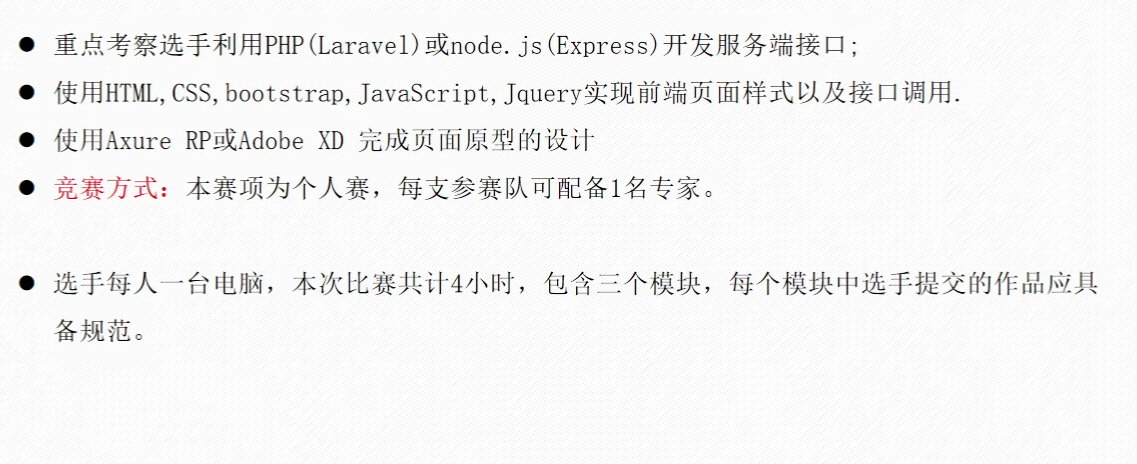 ● 重点考察选手利用PHP(Laravel)或node.js(Express)开发服务端接口;
● 使用HTML,CSS,bootstrap,JavaScript,Jquery实现前端页面样式以及接口调用.
● 使用Axure RP或Adobe XD 完成页面原型的设计
● 竞赛方式：本赛项为个人赛，每支参赛队可配备1名专家。
● 选手每人一台电脑，本次比赛共计4小时，包含三个模块，每个模块中选手提交的作品应具
备规范。